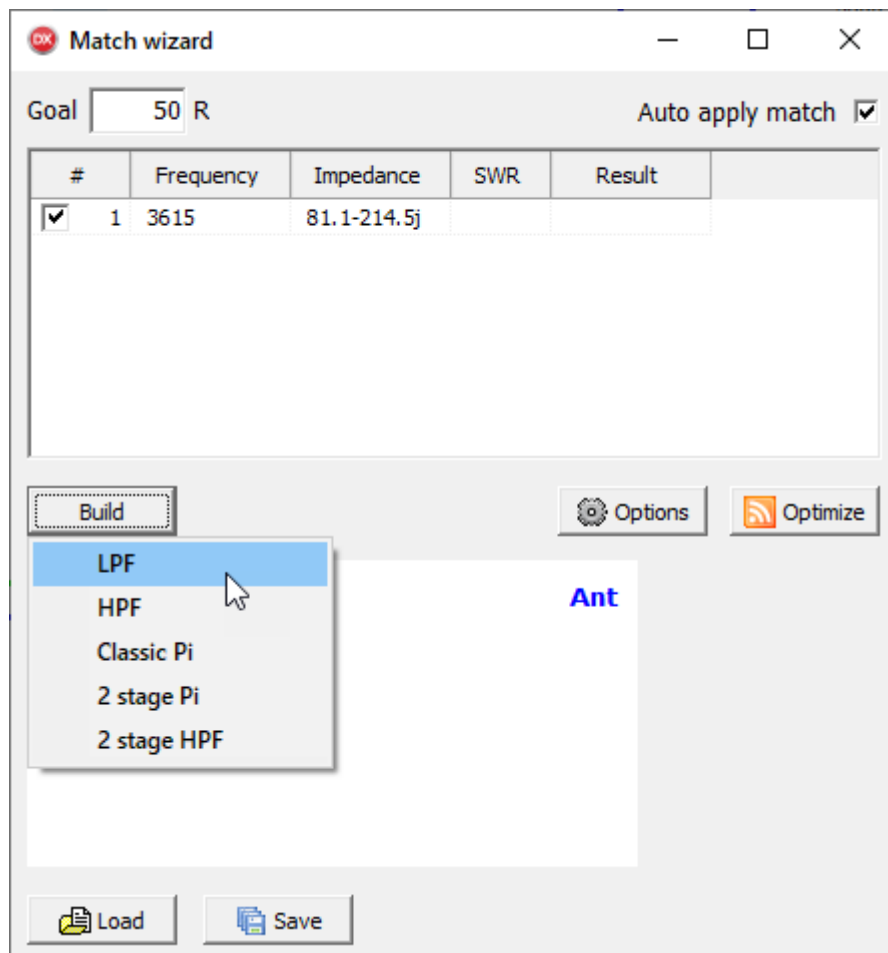 DX Match wizard
Goal 50 R Auto apply match
# Frequency Impedance SWR Result
1 3615 81.1-214.5j
Build Options Optimize
LPF
Ant
HPF
Classic Pi
2 stage Pi
2 stage HPF
Load Save